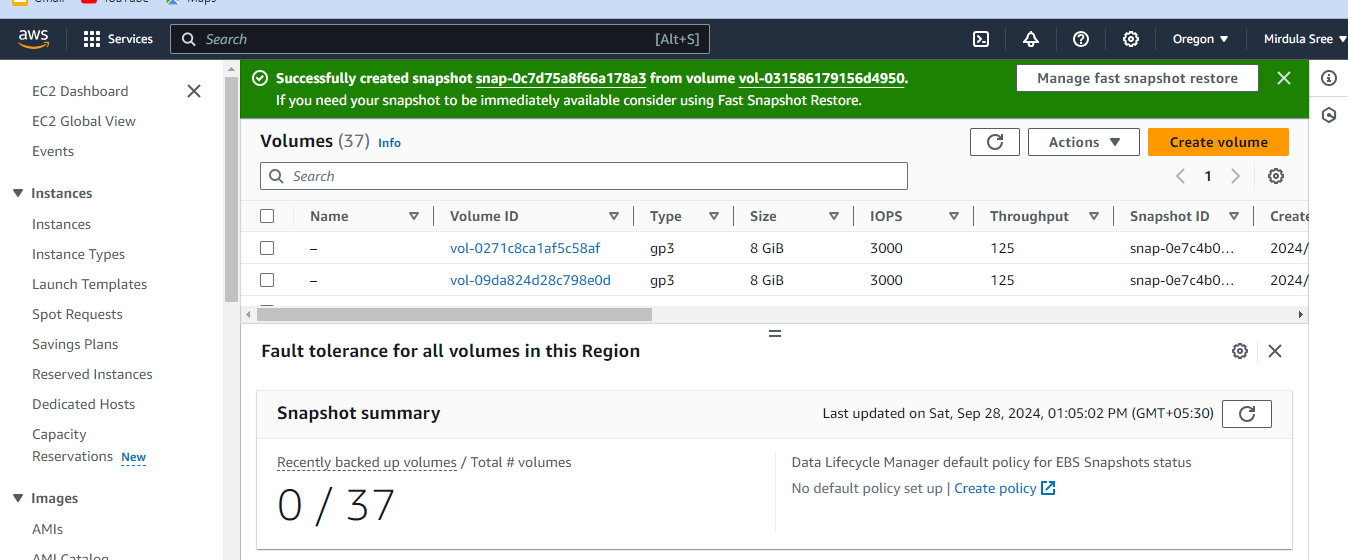 Gmail YouTube Maps
aws Services Search [Alt+S] Oregon Mirdula Sree
EC2 Dashboard
EC2 Global View
Events
Instances
Instances
Instance Types
Launch Templates
Spot Requests
Savings Plans
Reserved Instances
Dedicated Hosts
Capacity
Reservations New
Images
AMIs
AMI Catalog
Successfully created snapshot snap-0c7d75a8f66a178a3 from volume vol-031586179156d4950.
If you need your snapshot to be immediately available consider using Fast Snapshot Restore.
Manage fast snapshot restore
Volumes (37) Info
Actions
Create volume
Search
1
Name Volume ID Type Size IOPS Throughput Snapshot ID Create
– vol-0271c8ca1af5c58af gp3 8 GiB 3000 125 snap-0e7c4b0... 2024/
– vol-09da824d28c798e0d gp3 8 GiB 3000 125 snap-0e7c4b0... 2024/
Fault tolerance for all volumes in this Region
Snapshot summary
Last updated on Sat, Sep 28, 2024, 01:05:02 PM (GMT+05:30)
Recently backed up volumes / Total # volumes
0 / 37
Data Lifecycle Manager default policy for EBS Snapshots status
No default policy set up | Create policy